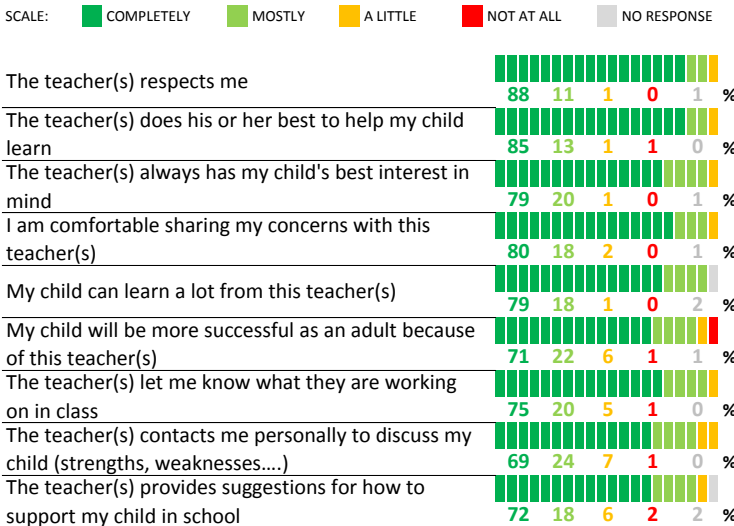 SCALE: COMPLETELY MOSTLY A LITTLE NOT AT ALL NO RESPONSE
The teacher(s) respects me
88 11 1 0 1 %
The teacher(s) does his or her best to help my child
learn
85 13 1 1 0 %
The teacher(s) always has my child's best interest in
mind
79 20 1 0 1 %
I am comfortable sharing my concerns with this
teacher(s)
80 18 2 0 1 %
My child can learn a lot from this teacher(s)
79 18 1 0 2 %
My child will be more successful as an adult because
of this teacher(s)
71 22 6 1 1 %
The teacher(s) let me know what they are working
on in class
75 20 5 1 0 %
The teacher(s) contacts me personally to discuss my
child (strengths, weaknesses....)
69 24 7 1 0 %
The teacher(s) provides suggestions for how to
support my child in school
72 18 6 2 2 %